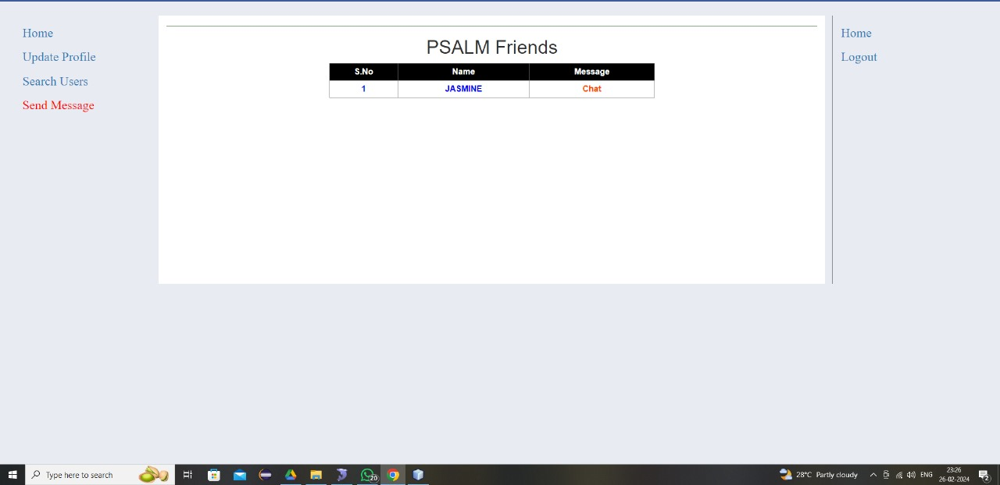 Home
Update Profile
Search Users
Send Message
PSALM Friends
S.No Name Message
1 JASMINE Chat
Home
Logout
Type here to search
20
28°C Partly cloudy
ENG
23:26
26-02-2024
2